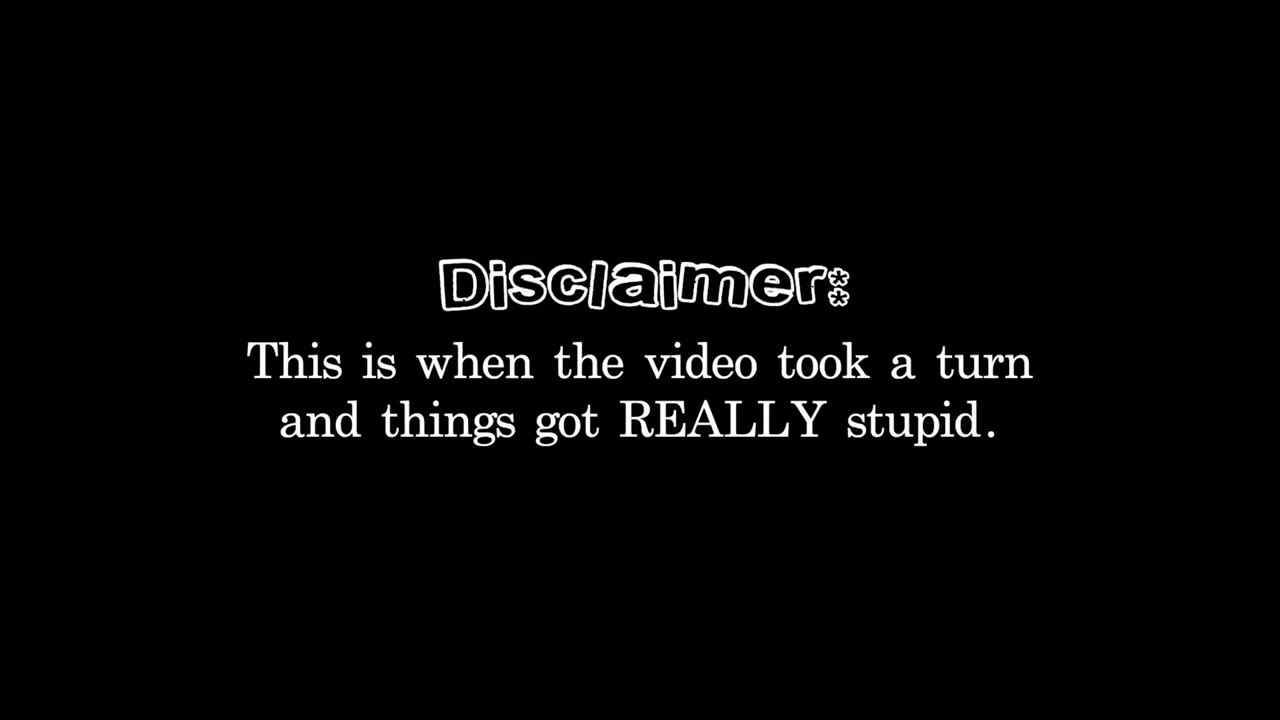 Disclaimer:
This is when the video took a turn
and things got REALLY stupid.